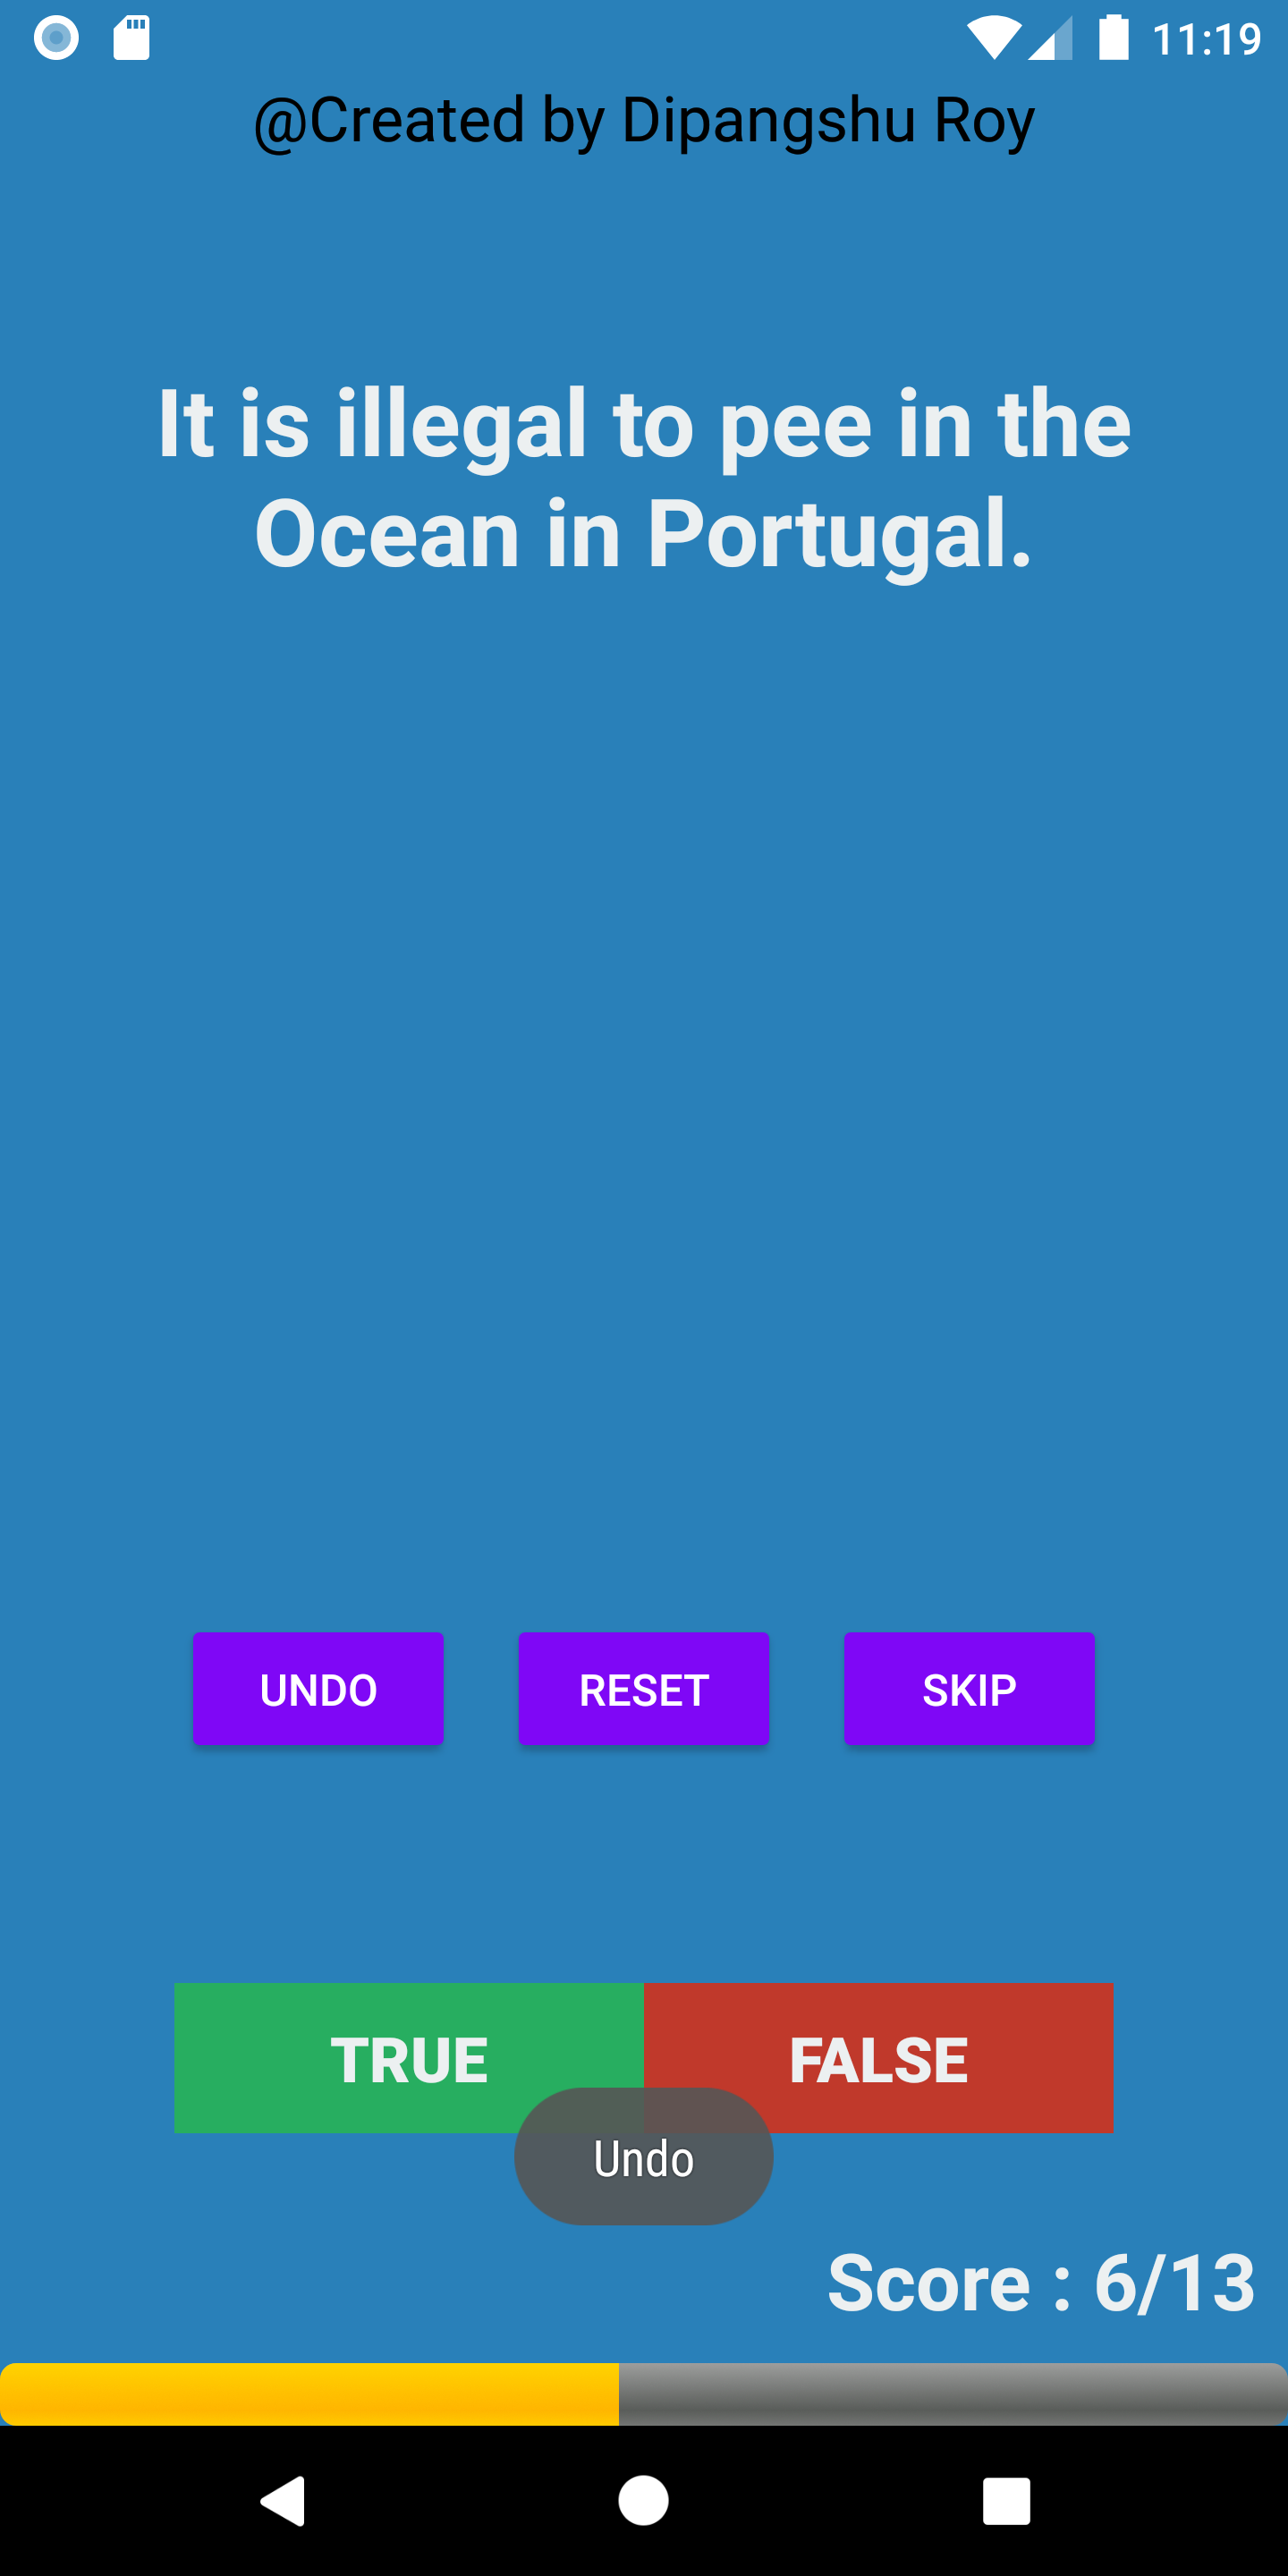 11:19
@Created by Dipangshu Roy
It is illegal to pee in the
Ocean in Portugal.
UNDO RESET SKIP
TRUE FALSE
Undo
Score : 6/13